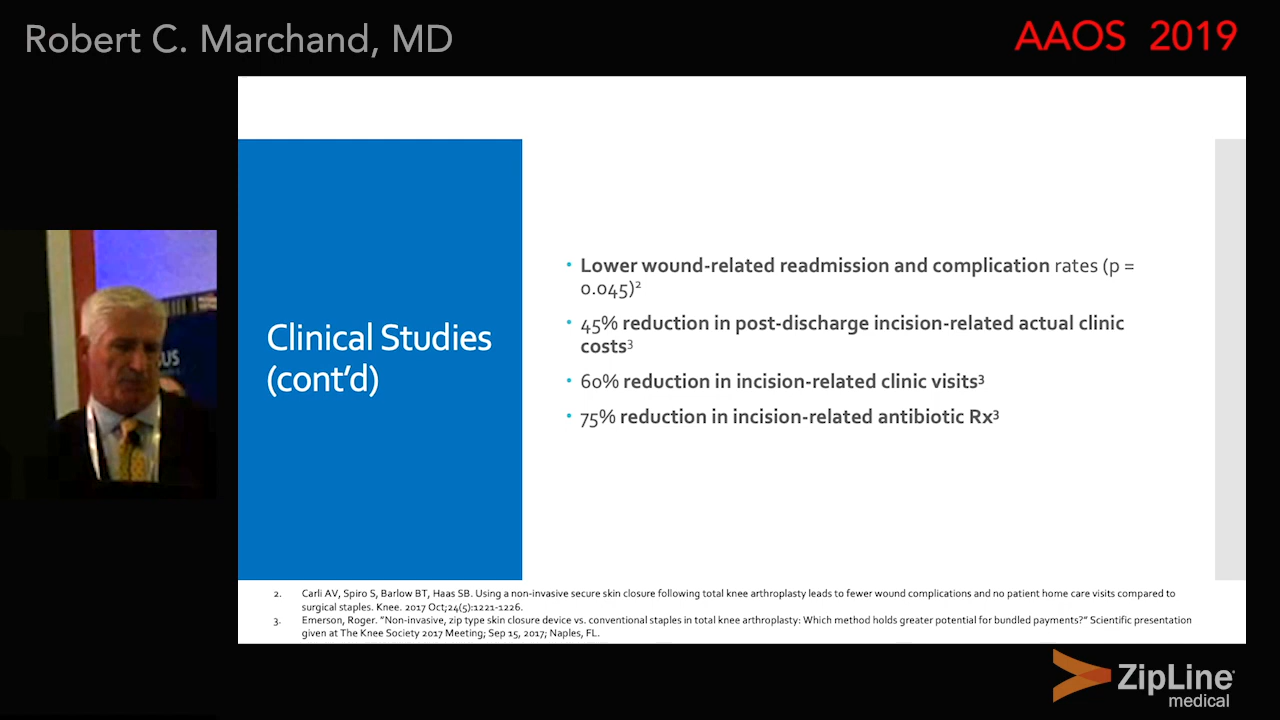 Robert C. Marchand, MD
AAOS 2019
Clinical Studies
(cont'd)
• Lower wound-related readmission and complication rates (p =
0.045)²
• 45% reduction in post-discharge incision-related actual clinic
costs³
• 60% reduction in incision-related clinic visits³
• 75% reduction in incision-related antibiotic Rx³
2. Carli AV, Spiro S, Barlow BT, Haas SB. Using a non-invasive secure skin closure following total knee arthroplasty leads to fewer wound complications and no patient home care visits compared to
surgical staples. Knee. 2017 Oct;24(5):1221-1226.
3. Emerson, Roger. "Non-invasive, zip type skin closure device vs. conventional staples in total knee arthroplasty: Which method holds greater potential for bundled payments?" Scientific presentation
given at The Knee Society 2017 Meeting; Sep 15, 2017; Naples, FL.
ZipLine
medical